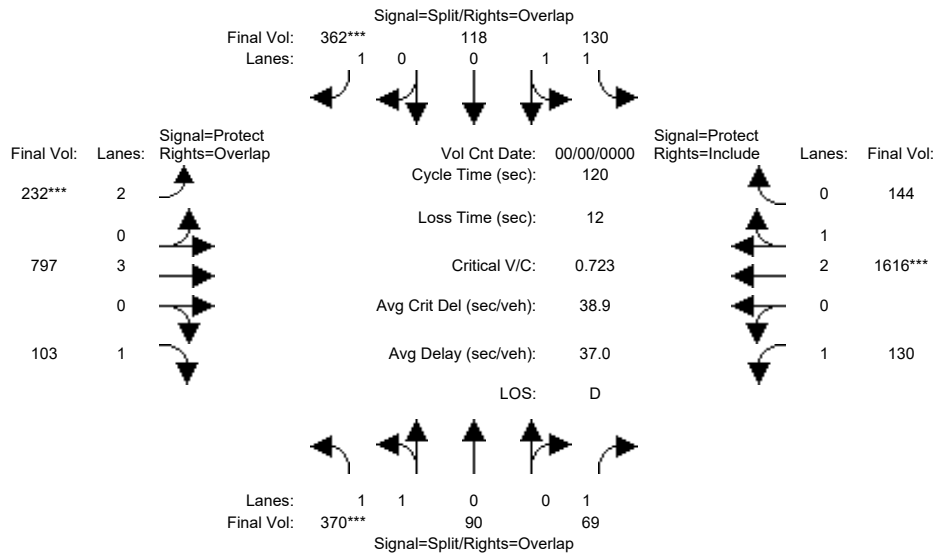 Signal=Split/Rights=Overlap
Final Vol: 362*** 118 130
Lanes: 1 0 0 1 1
Signal=Protect
Final Vol: Lanes: Rights=Overlap
Vol Cnt Date: 00/00/0000
Signal=Protect
Rights=Include Lanes: Final Vol:
Cycle Time (sec): 120
232*** 2
0 144
Loss Time (sec): 12
0
1
797 3
Critical V/C: 0.723
2 1616***
0
Avg Crit Del (sec/veh): 38.9
0
103 1
Avg Delay (sec/veh): 37.0
1 130
LOS: D
Lanes: 1 1 0 0 1
Final Vol: 370*** 90 69
Signal=Split/Rights=Overlap